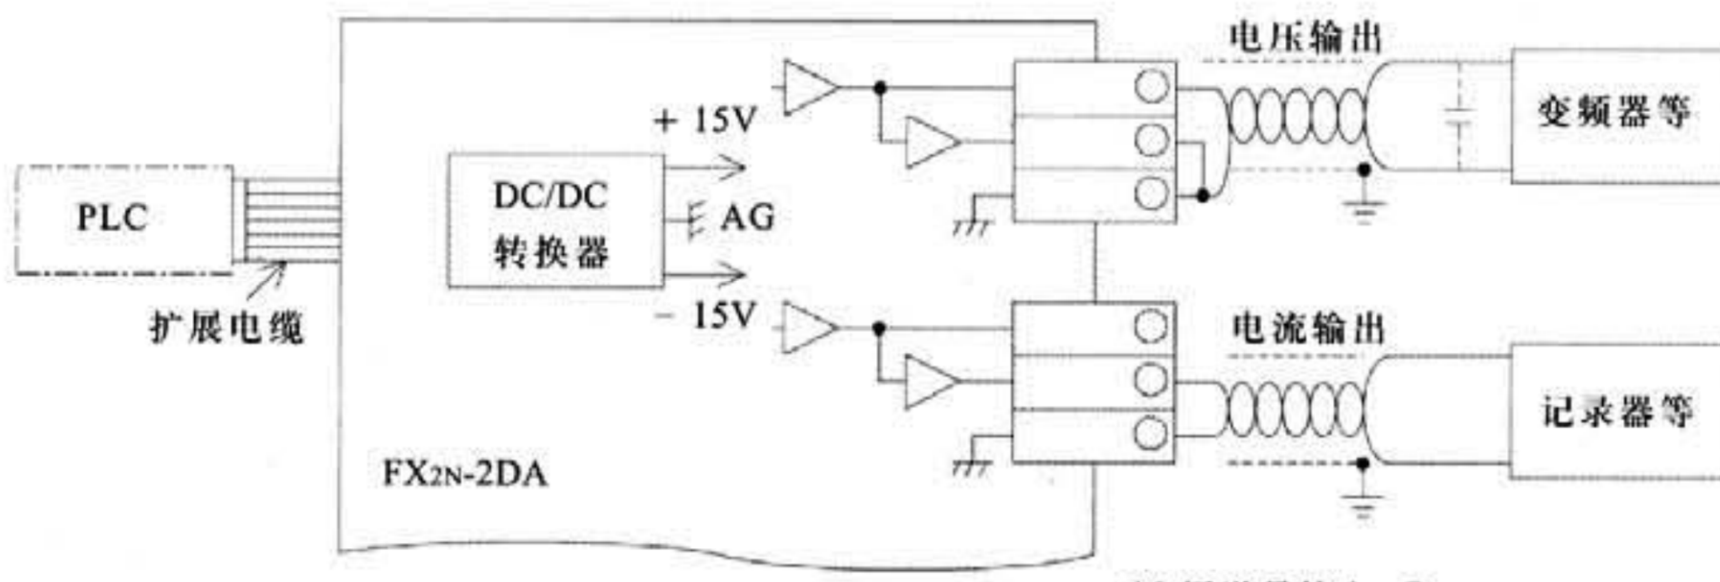 电压输出
变频器等
+ 15V
PLC
DC/DC
转换器
AG
扩展电缆
- 15V
电流输出
记录器等
FX2N-2DA